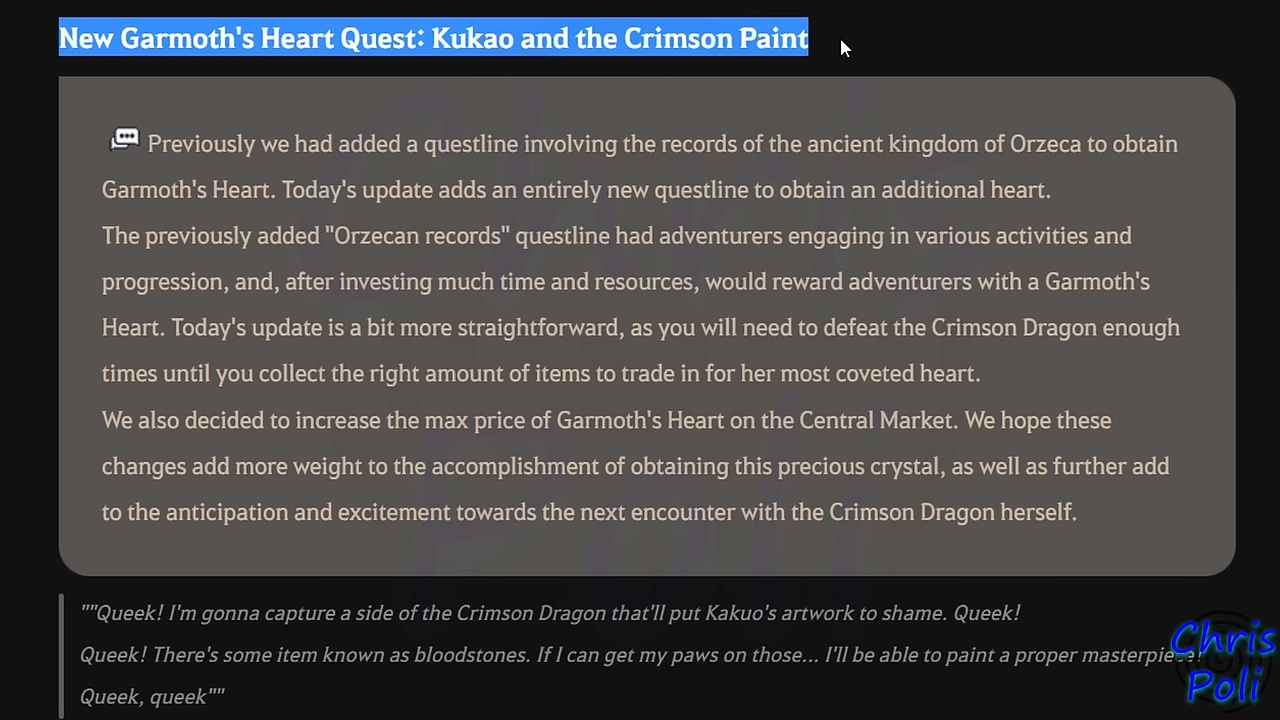 New Garmoth's Heart Quest: Kukao and the Crimson Paint
Previously we had added a questline involving the records of the ancient kingdom of Orzeca to obtain
Garmoth's Heart. Today's update adds an entirely new questline to obtain an additional heart.
The previously added "Orzecan records" questline had adventurers engaging in various activities and
progression, and, after investing much time and resources, would reward adventurers with a Garmoth's
Heart. Today's update is a bit more straightforward, as you will need to defeat the Crimson Dragon enough
times until you collect the right amount of items to trade in for her most coveted heart.
We also decided to increase the max price of Garmoth's Heart on the Central Market. We hope these
changes add more weight to the accomplishment of obtaining this precious crystal, as well as further add
to the anticipation and excitement towards the next encounter with the Crimson Dragon herself.
""Queek! I'm gonna capture a side of the Crimson Dragon that'll put Kakuo's artwork to shame. Queek!
Queek! There's some item known as bloodstones. If I can get my paws on those... I'll be able to paint a proper masterpiece!
Queek, queek""
Chris
Poli